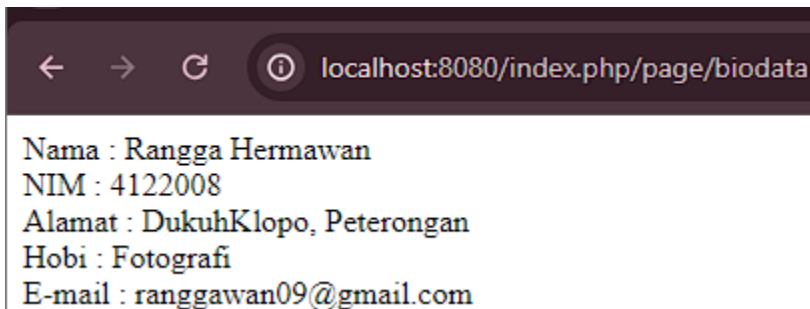 localhost:8080/index.php/page/biodata
Nama : Rangga Hermawan
NIM : 4122008
Alamat : DukuhKlopo, Peterongan
Hobi : Fotografi
E-mail : ranggawan09@gmail.com